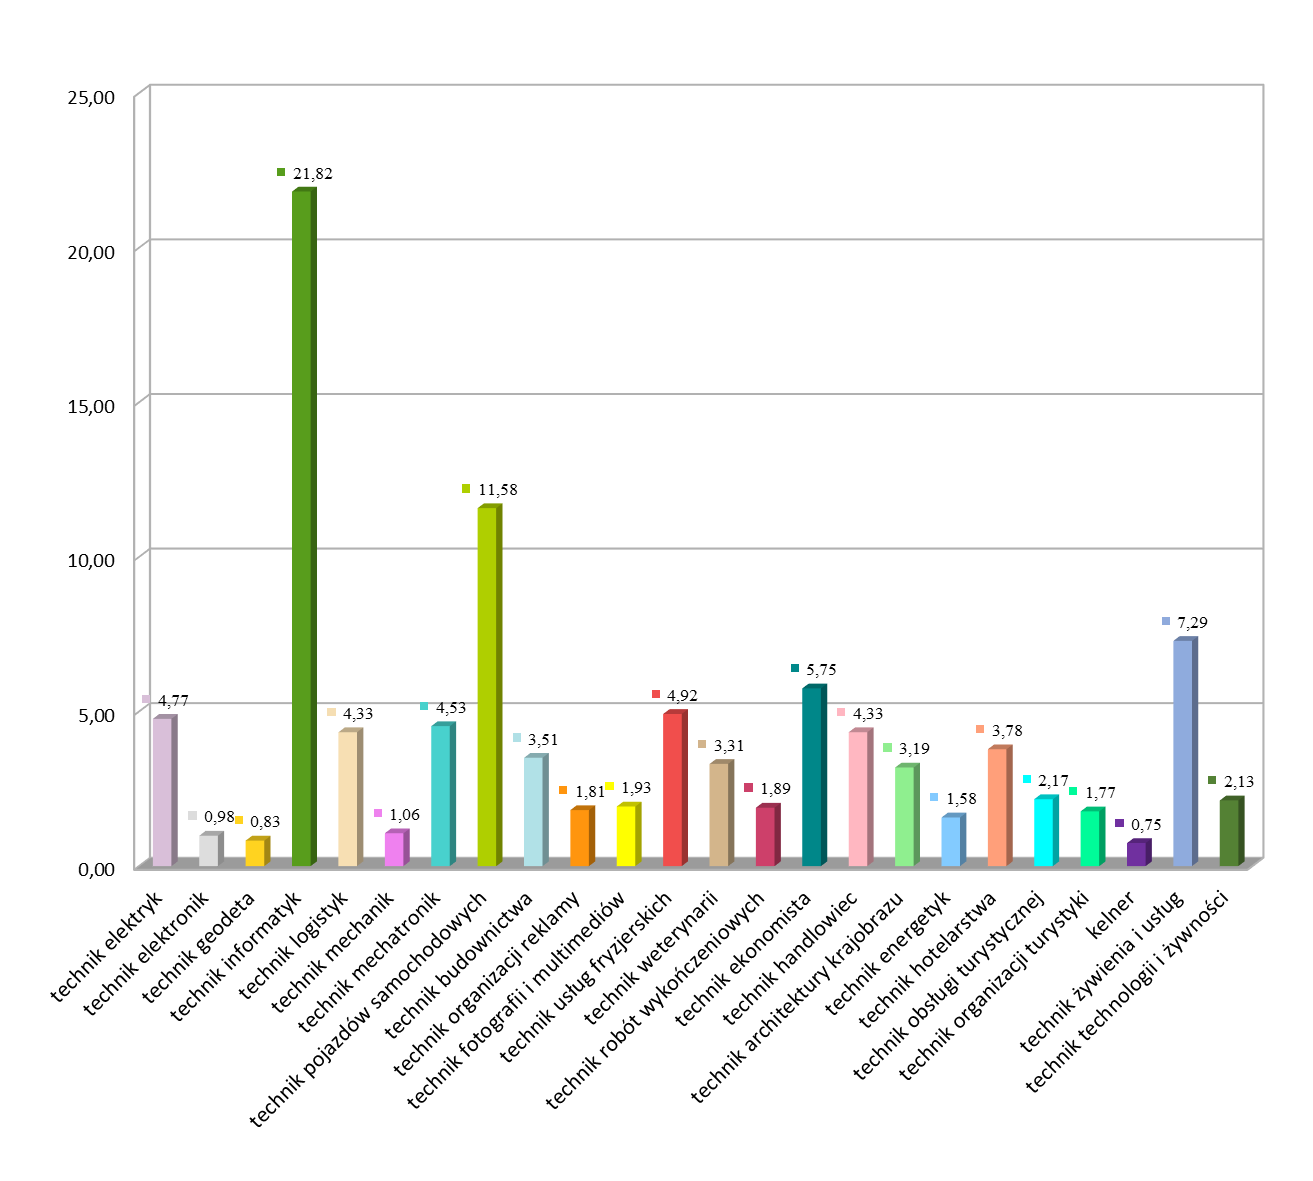 25,00
20,00
15,00
10,00
5,00
0,00
4,77
0,98
0,83
21,82
4,33
1,06
4,53
11,58
3,51
1,81
1,93
4,92
3,31
1,89
5,75
4,33
3,19
1,58
3,78
2,17
1,77
0,75
7,29
2,13
technik elektryk
technik elektronik
technik geodeta
technik informatyk
technik logistyk
technik mechanik
technik mechatronik
technik pojazdów samochodowych
technik budownictwa
technik organizacji reklamy
technik fotografii i multimediów
technik usług fryzjerskich
technik weterynarii
technik robót wykończeniowych
technik ekonomista
technik handlowiec
technik architektury krajobrazu
technik energetyk
technik hotelarstwa
technik obsługi turystycznej
technik organizacji turystyki
kelner
technik żywienia i usług
technik technologii i żywności